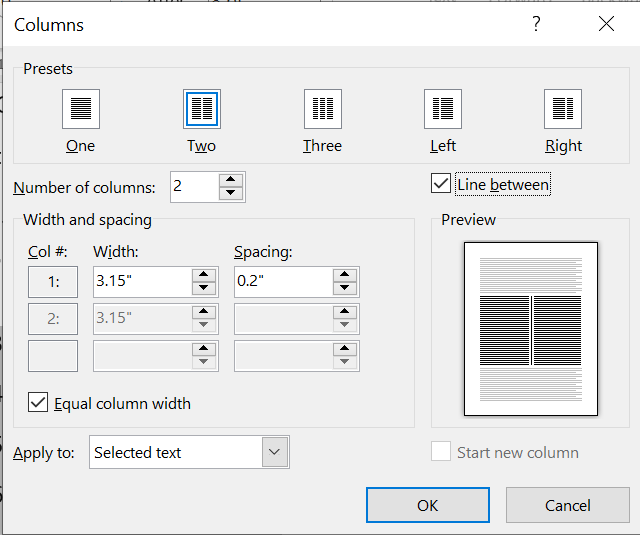 Columns
?
Presets
One
Two
Three
Left
Right
Number of columns: 2
Line between
Width and spacing
Preview
Col #: Width: Spacing:
1: 3.15" 0.2"
2: 3.15"
Equal column width
Apply to: Selected text
Start new column
OK
Cancel